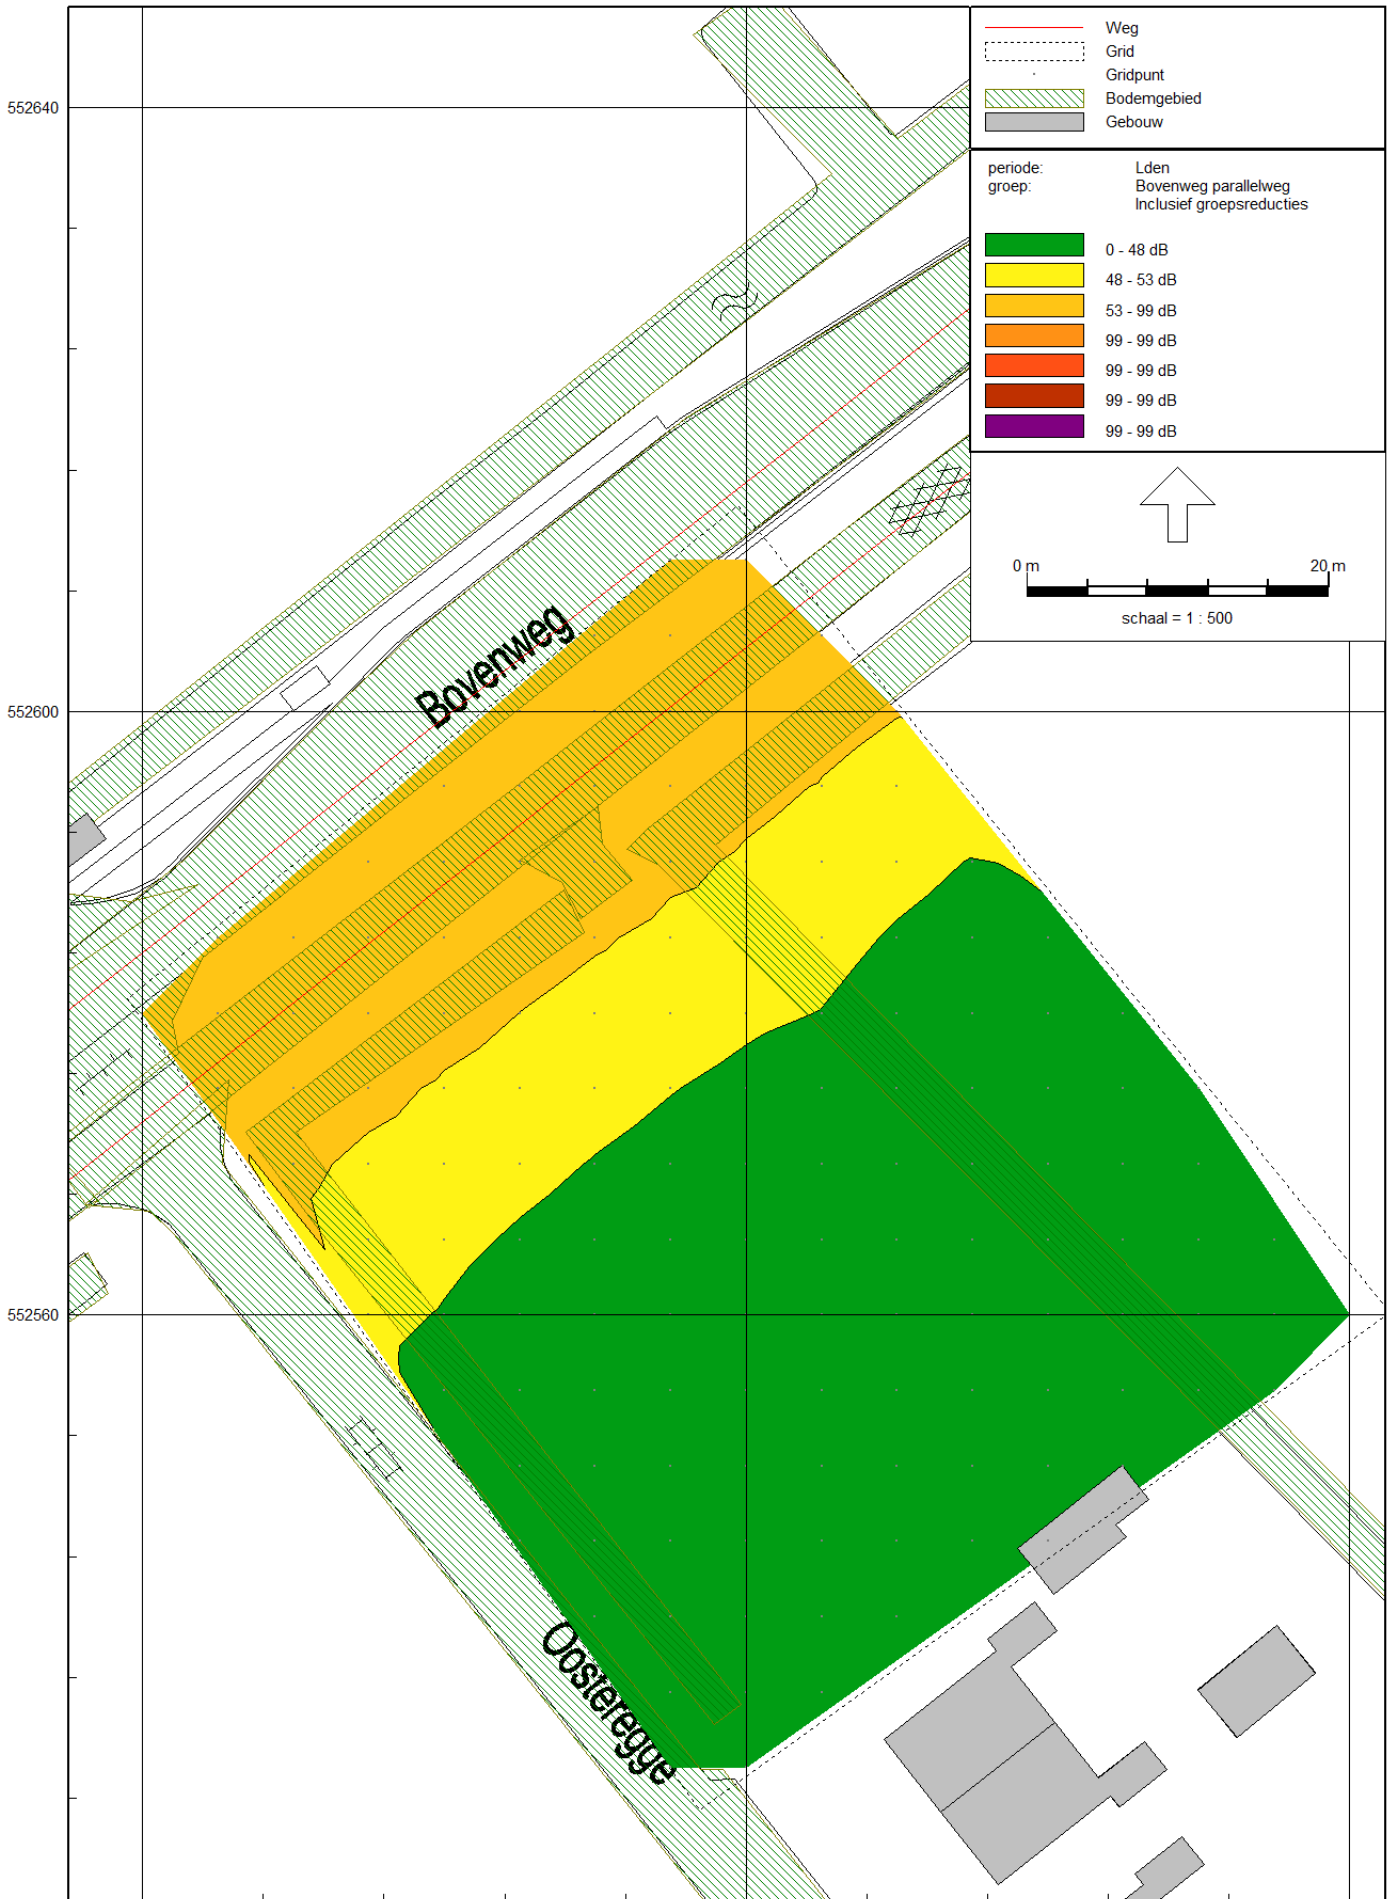 Weg
Grid
Gridpunt
Bodemgebied
Gebouw
periode: Lden
groep: Bovenweg parallelweg
Inclusief groepsreducties
0 - 48 dB
48 - 53 dB
53 - 99 dB
99 - 99 dB
99 - 99 dB
99 - 99 dB
99 - 99 dB
0 m 20 m
schaal = 1 : 500
552640
552600
552560
Bovenweg
Oosteregge